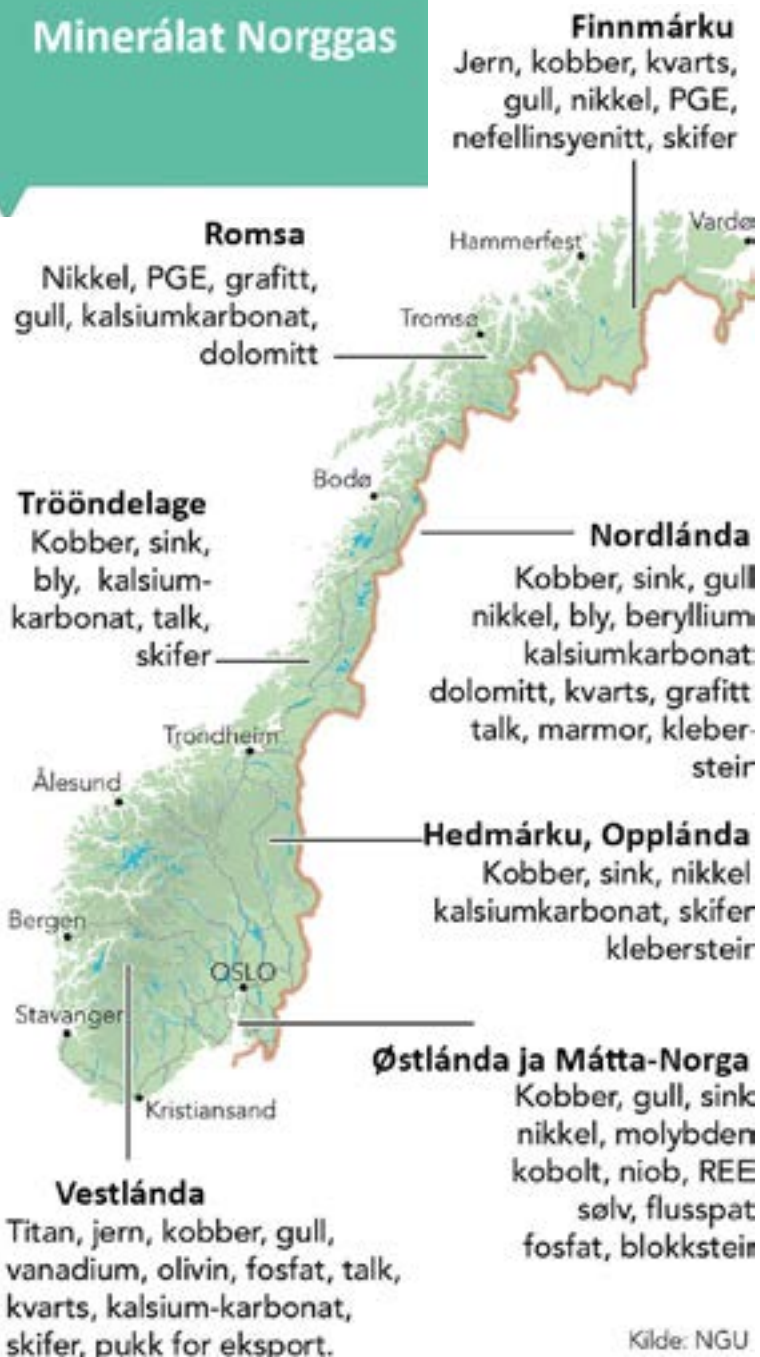 Minerálat Norggas
Finnmárku
Jern, kobber, kvarts,
gull, nikkel, PGE,
nefellinsyenitt, skifer
Romsa
Nikkel, PGE, grafitt,
gull, kalsiumkarbonat,
dolomitt
Vardø
Hammerfest
Tromsø
Bodø
Trööndelage
Kobber, sink,
bly, kalsium-
karbonat, talk,
skifer
Nordlánda
Kobber, sink, gull
nikkel, bly, beryllium
kalsiumkarbonat
dolomitt, kvarts, grafitt
talk, marmor, kleber-
stein
Trondheim
Ålesund
Hedmárku, Opplánda
Kobber, sink, nikkel
kalsiumkarbonat, skifer
kleberstein
Bergen
OSLO
Stavanger
Kristiansand
Østlánda ja Mátta-Norga
Kobber, gull, sink
nikkel, molybden
kobolt, niob, REE
sølv, flusspat
fosfat, blokkstein
Vestlánda
Titan, jern, kobber, gull,
vanadium, olivin, fosfat, talk,
kvarts, kalsium-karbonat,
skifer, pukk for eksport.
Kilde: NGU